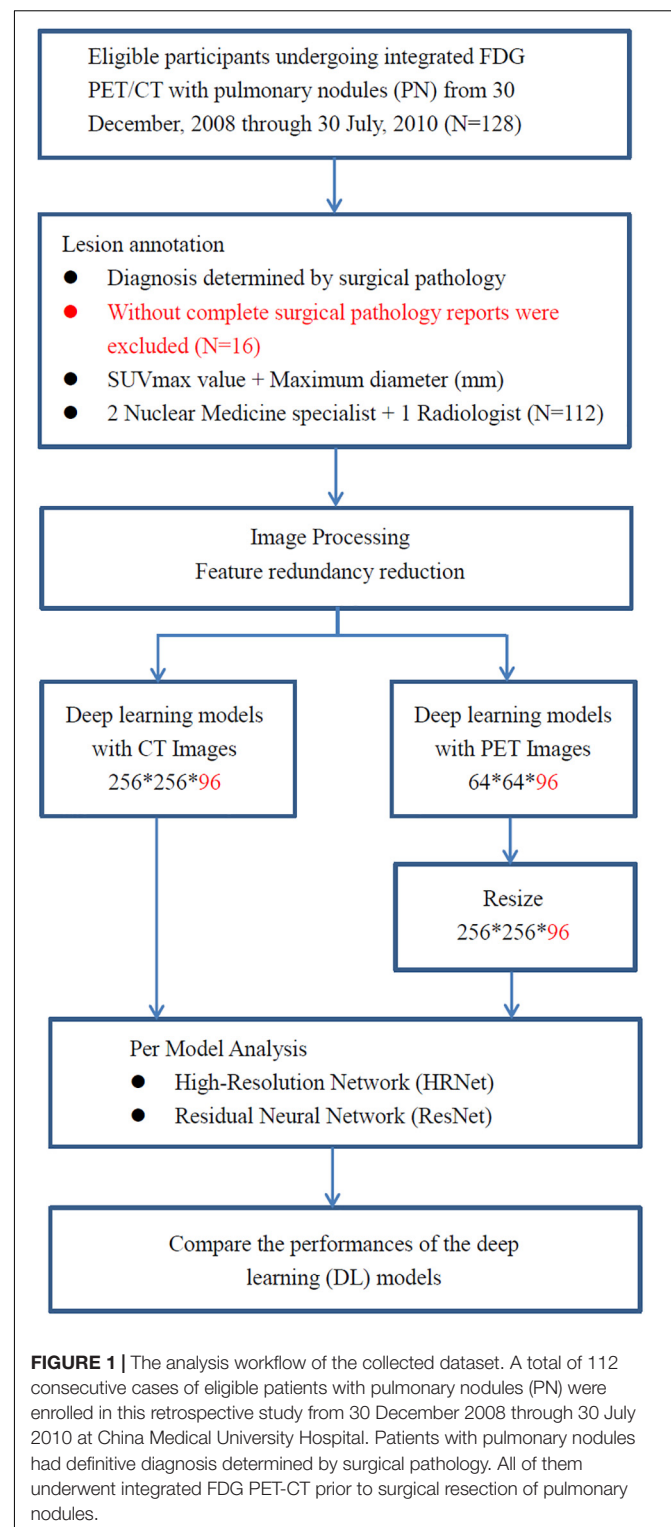 Eligible participants undergoing integrated FDG
PET/CT with pulmonary nodules (PN) from 30
December, 2008 through 30 July, 2010 (N=128)
Lesion annotation
● Diagnosis determined by surgical pathology
● Without complete surgical pathology reports were
excluded (N=16)
● SUVmax value + Maximum diameter (mm)
● 2 Nuclear Medicine specialist + 1 Radiologist (N=112)
Image Processing
Feature redundancy reduction
Deep learning models
with CT Images
256*256*96
Deep learning models
with PET Images
64*64*96
Resize
256*256*96
Per Model Analysis
● High-Resolution Network (HRNet)
● Residual Neural Network (ResNet)
Compare the performances of the deep
learning (DL) models
FIGURE 1 | The analysis workflow of the collected dataset. A total of 112
consecutive cases of eligible patients with pulmonary nodules (PN) were
enrolled in this retrospective study from 30 December 2008 through 30 July
2010 at China Medical University Hospital. Patients with pulmonary nodules
had definitive diagnosis determined by surgical pathology. All of them
underwent integrated FDG PET-CT prior to surgical resection of pulmonary
nodules.